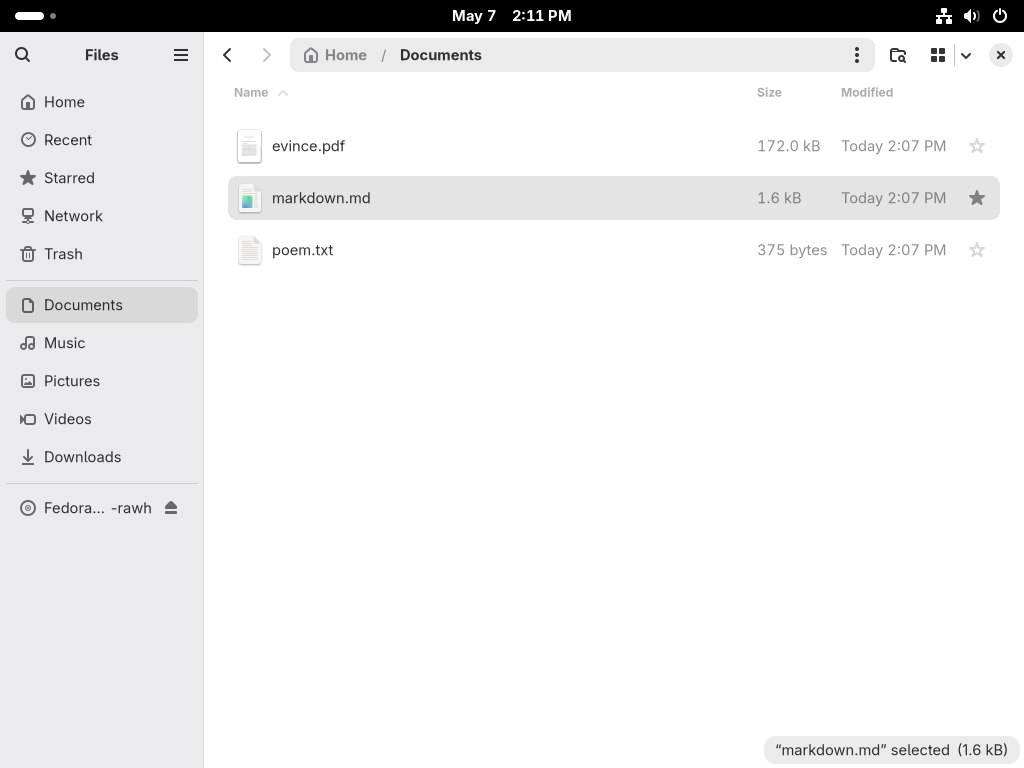 May 7 2:11 PM
Files
Home / Documents
Home
Recent
Starred
Network
Trash
Documents
Music
Pictures
Videos
Downloads
Fedora... -rawh
Name Size Modified
evince.pdf 172.0 kB Today 2:07 PM
markdown.md 1.6 kB Today 2:07 PM
poem.txt 375 bytes Today 2:07 PM
“markdown.md” selected (1.6 kB)